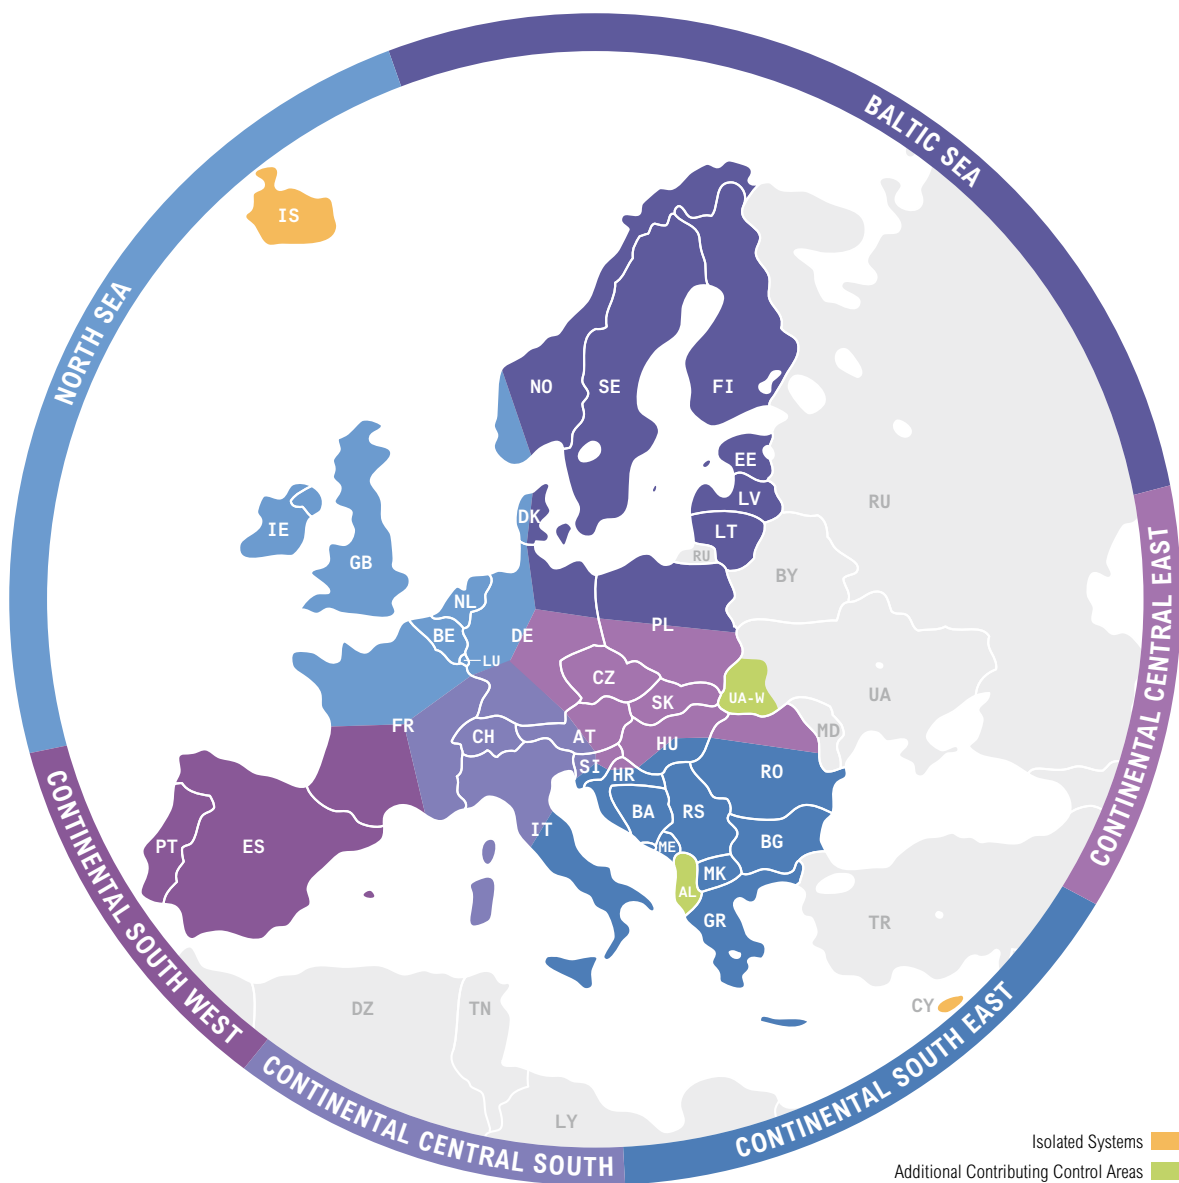 BALTIC SEA
NORTH SEA
IS
NO
SE
FI
EE
LV
LT
RU
RU
BY
DK
IE
GB
NL
BE
LU
DE
PL
CZ
SK
UA-W
UA
MD
FR
CH
AT
HU
SI
HR
RO
BA
RS
IT
ME
BG
MK
AL
GR
PT
ES
TR
CY
DZ
TN
LY
CONTINENTAL CENTRAL EAST
CONTINENTAL SOUTH WEST
CONTINENTAL CENTRAL SOUTH
CONTINENTAL SOUTH EAST
Isolated Systems
Additional Contributing Control Areas